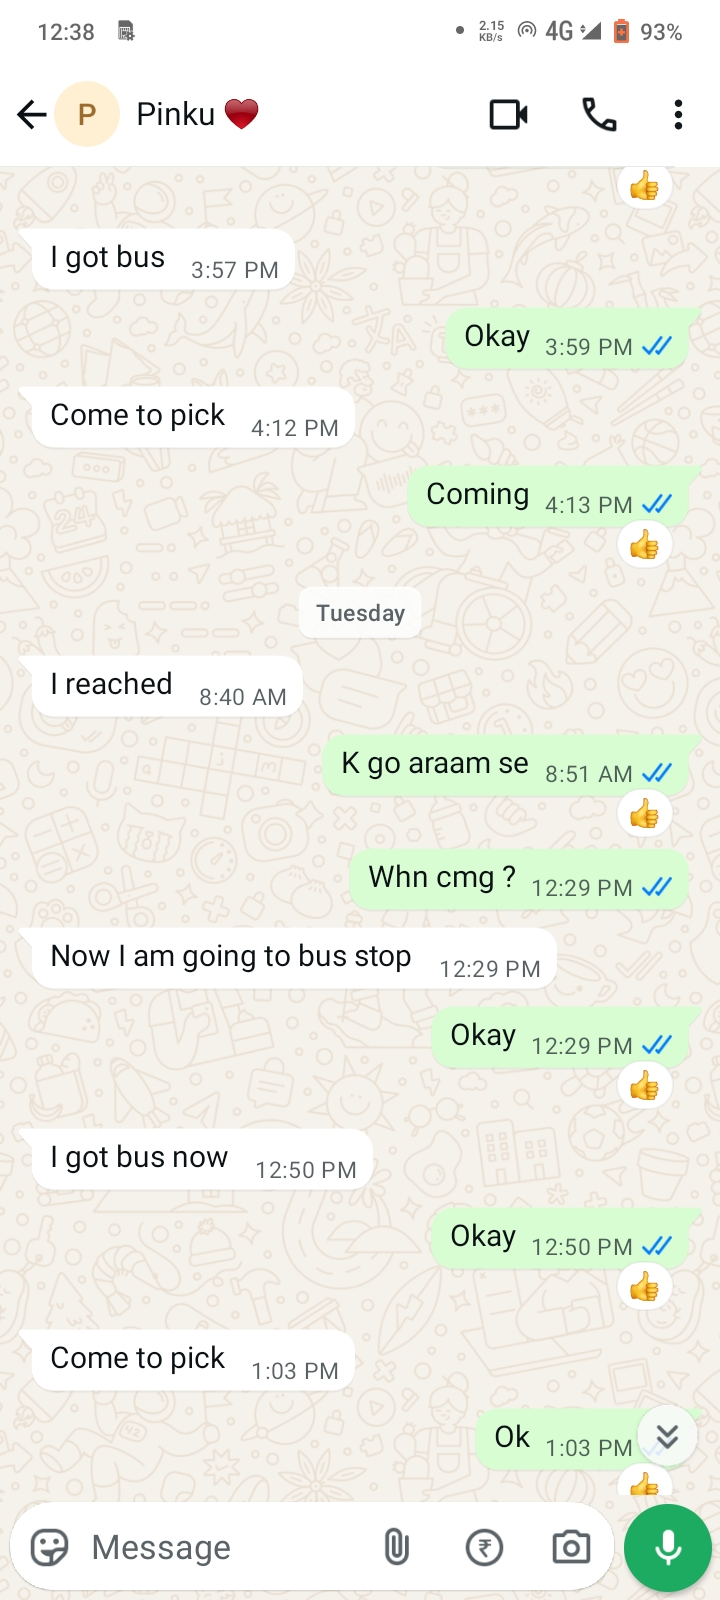 12:38 2.15 KB/s 4G 93%
P Pinku ❤️
👍
I got bus 3:57 PM
Okay 3:59 PM
Come to pick 4:12 PM
Coming 4:13 PM
👍
Tuesday
I reached 8:40 AM
K go araam se 8:51 AM
👍
Whn cmg ? 12:29 PM
Now I am going to bus stop 12:29 PM
Okay 12:29 PM
👍
I got bus now 12:50 PM
Okay 12:50 PM
👍
Come to pick 1:03 PM
Ok 1:03 PM
👍
Message ₹